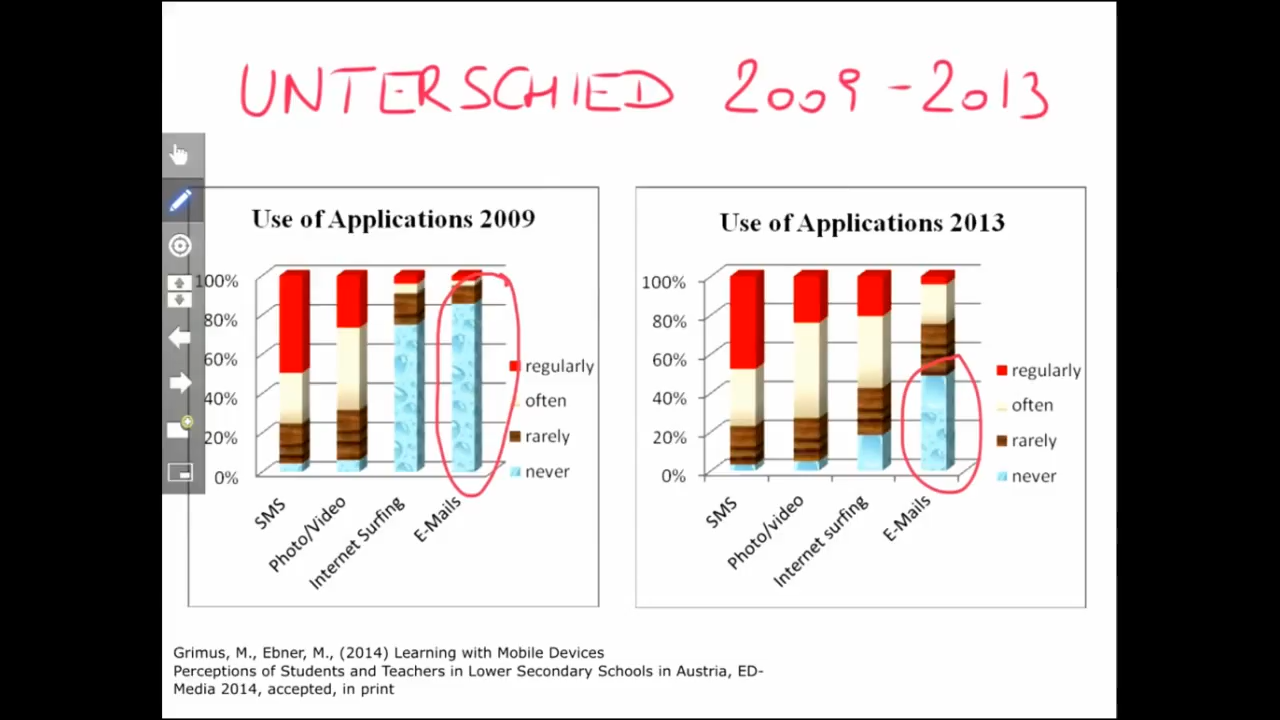 UNTERSCHIED 2009-2013
Use of Applications 2009
100%
80%
60%
40%
20%
0%
SMS
Photo/Video
Internet Surfing
E-Mails
regularly
often
rarely
never
Use of Applications 2013
100%
80%
60%
40%
20%
0%
SMS
Photo/video
Internet surfing
E-Mails
regularly
often
rarely
never
Grimus, M., Ebner, M., (2014) Learning with Mobile Devices
Perceptions of Students and Teachers in Lower Secondary Schools in Austria, ED-
Media 2014, accepted, in print